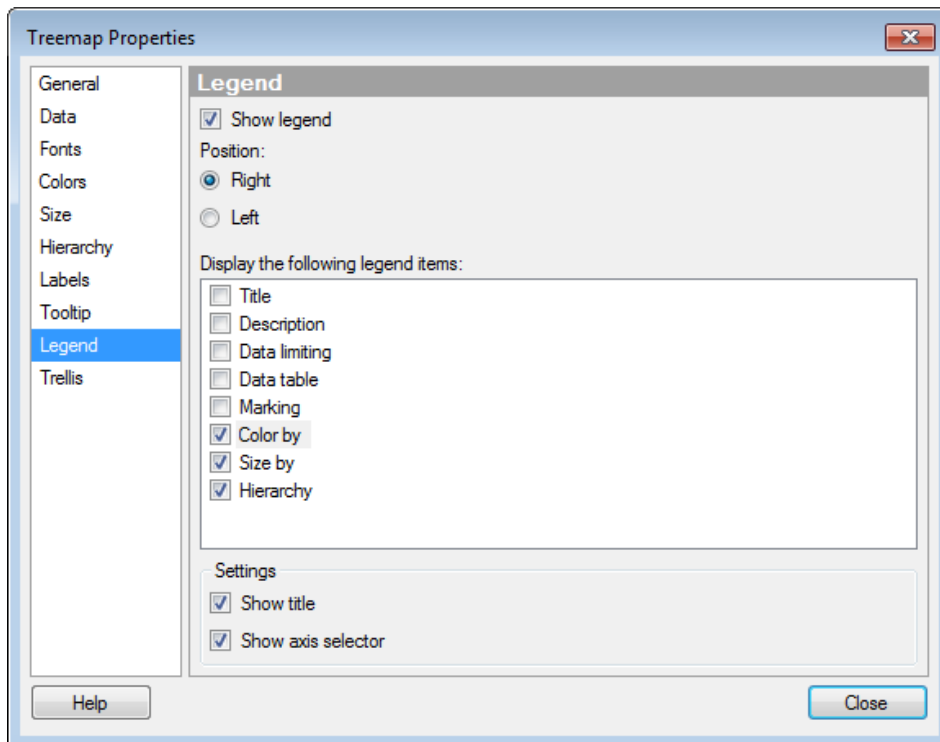 Treemap Properties
General
Data
Fonts
Colors
Size
Hierarchy
Labels
Tooltip
Legend
Trellis
Legend
Show legend
Position:
Right
Left
Display the following legend items:
Title
Description
Data limiting
Data table
Marking
Color by
Size by
Hierarchy
Settings
Show title
Show axis selector
Help
Close